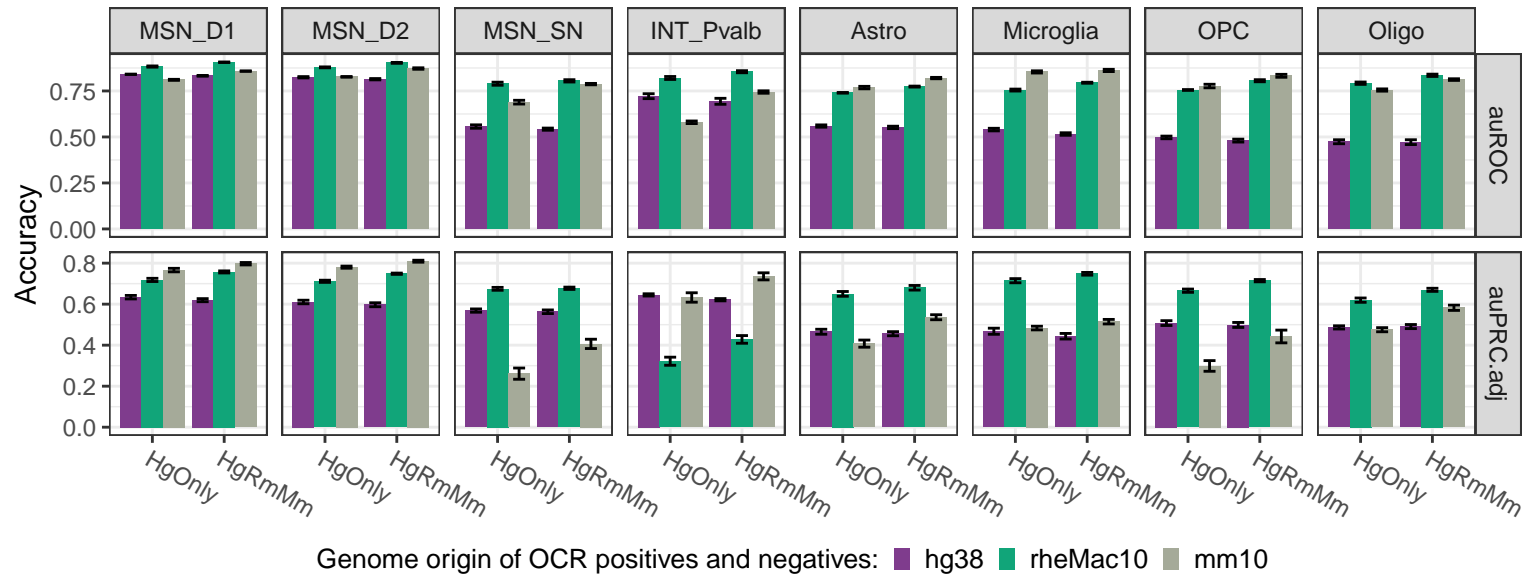 MSN_D1 MSN_D2 MSN_SN INT_Pvalb Astro Microglia OPC Oligo
Accuracy
0.75
0.50
0.25
0.00
auROC
0.8
0.6
0.4
0.2
0.0
auPRC.adj
HgOnly HgRmMm HgOnly HgRmMm HgOnly HgRmMm HgOnly HgRmMm HgOnly HgRmMm HgOnly HgRmMm HgOnly HgRmMm HgOnly HgRmMm
Genome origin of OCR positives and negatives: hg38 rheMac10 mm10